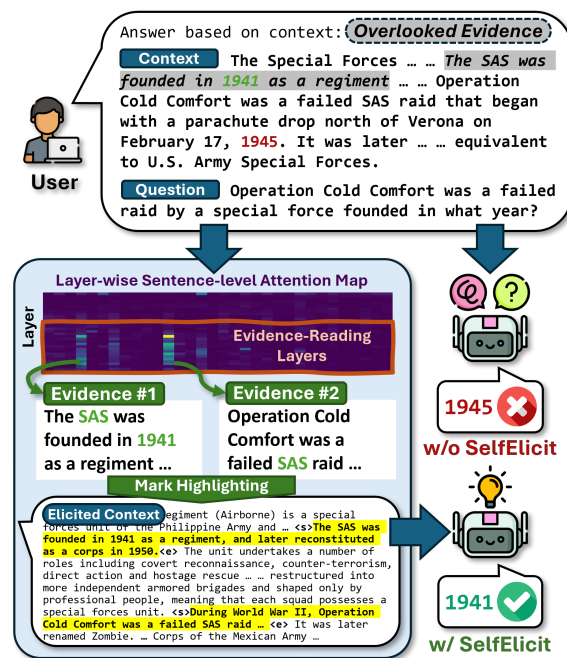 Answer based on context: Overlooked Evidence
Context The Special Forces … … The SAS was
founded in 1941 as a regiment … … Operation
Cold Comfort was a failed SAS raid that began
with a parachute drop north of Verona on
February 17, 1945. It was later … … equivalent
to U.S. Army Special Forces.
User
Question Operation Cold Comfort was a failed
raid by a special force founded in what year?
Layer-wise Sentence-level Attention Map
Layer
Evidence-Reading
Layers
?
Evidence #1
The SAS was
founded in 1941
as a regiment …
Evidence #2
Operation Cold
Comfort was a
failed SAS raid …
1945
w/o SelfElicit
Mark Highlighting
Elicited Context egiment (Airborne) is a special
forces unit of the Philippine Army and … <s>The SAS was
founded in 1941 as a regiment, and later reconstituted
as a corps in 1950.<e> The unit undertakes a number of
roles including covert reconnaissance, counter-terrorism,
direct action and hostage rescue … … restructured into
more independent armored brigades and shaped only by
professional people, meaning that each squad possesses a
special forces unit. <s>During World War II, Operation
Cold Comfort was a failed SAS raid … <e> It was later
renamed Zombie. … Corps of the Mexican Army …
1941
w/ SelfElicit